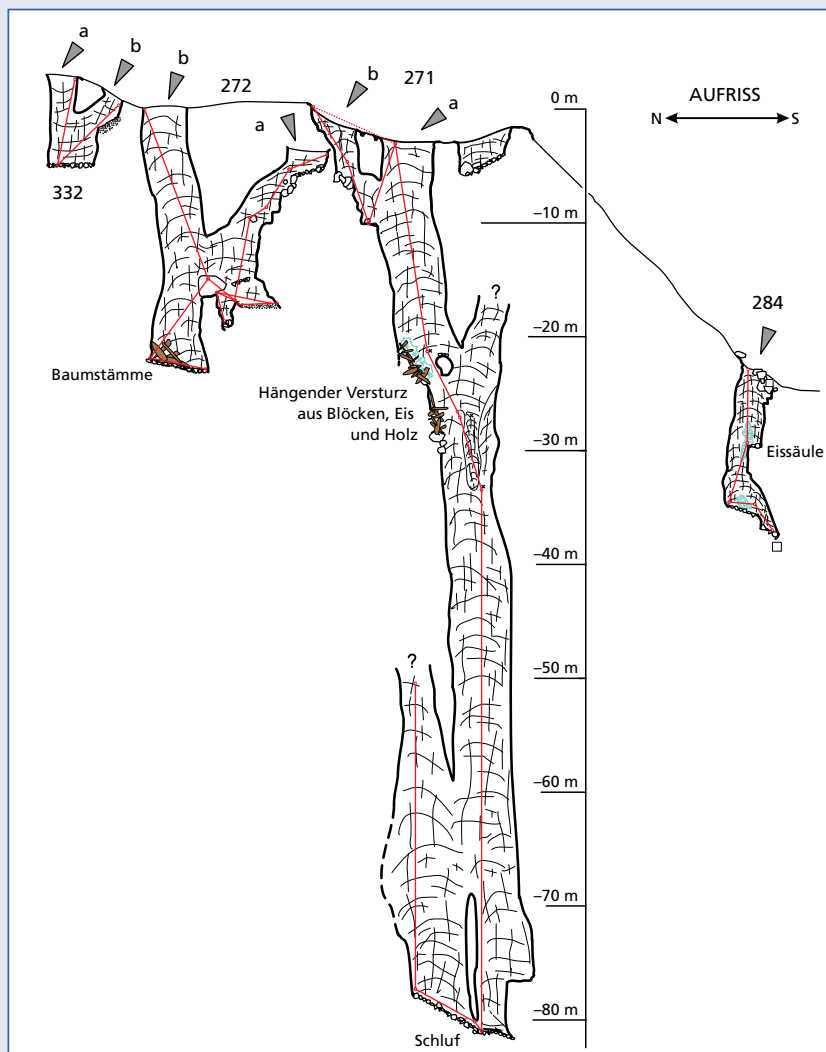 a
b
b
272
a
b
271
a
0 m
AUFRISS
N S
332
–10 m
?
284
–20 m
Baumstämme
Hängender Versturz
aus Blöcken, Eis
und Holz
–30 m
Eissäule
–40 m
?
–50 m
–60 m
–70 m
–80 m
Schluf